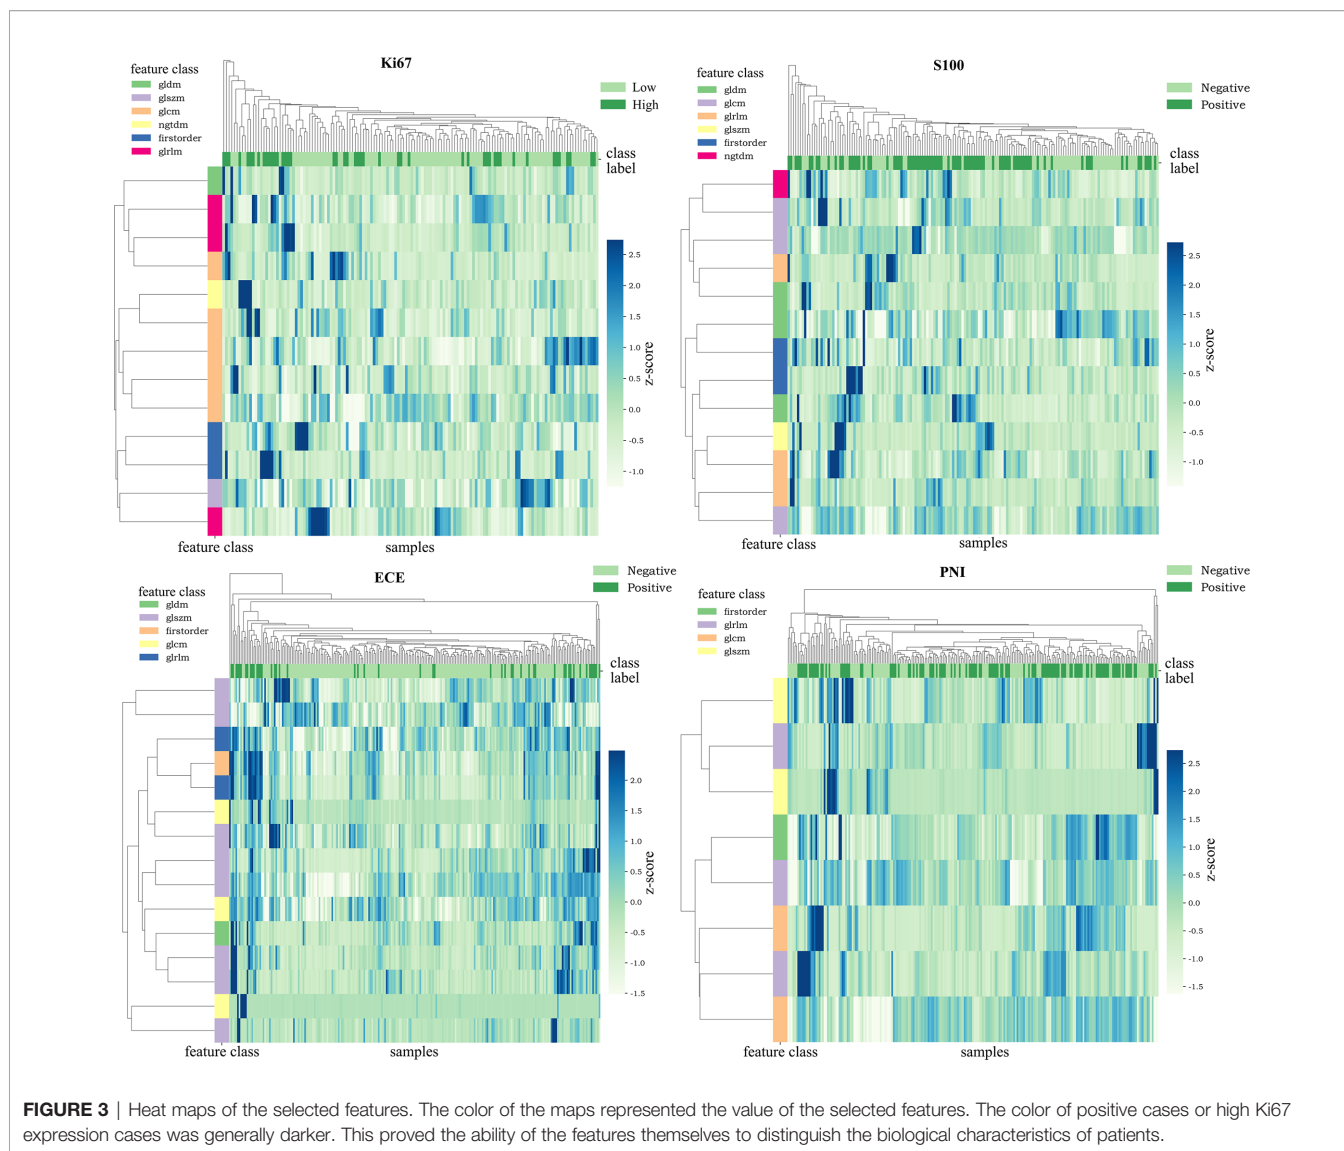 Ki67
feature class
gldm
glszm
glcm
ngtdm
firstorder
glrlm
Low
High
class
label
2.5
2.0
1.5
1.0
0.5
0.0
-0.5
-1.0
z-score
feature class
samples
S100
feature class
gldm
glcm
glrlm
glszm
firstorder
ngtdm
Negative
Positive
class
label
2.5
2.0
1.5
1.0
0.5
0.0
-0.5
-1.0
z-score
feature class
samples
ECE
feature class
gldm
glszm
firstorder
glcm
glrlm
Negative
Positive
class
label
2.0
1.5
1.0
0.5
0.0
-0.5
-1.0
-1.5
z-score
feature class
samples
PNI
feature class
firstorder
glrlm
glcm
glszm
Negative
Positive
class
label
2.5
2.0
1.5
1.0
0.5
0.0
-0.5
-1.0
-1.5
z-score
feature class
samples
FIGURE 3 | Heat maps of the selected features. The color of the maps represented the value of the selected features. The color of positive cases or high Ki67
expression cases was generally darker. This proved the ability of the features themselves to distinguish the biological characteristics of patients.